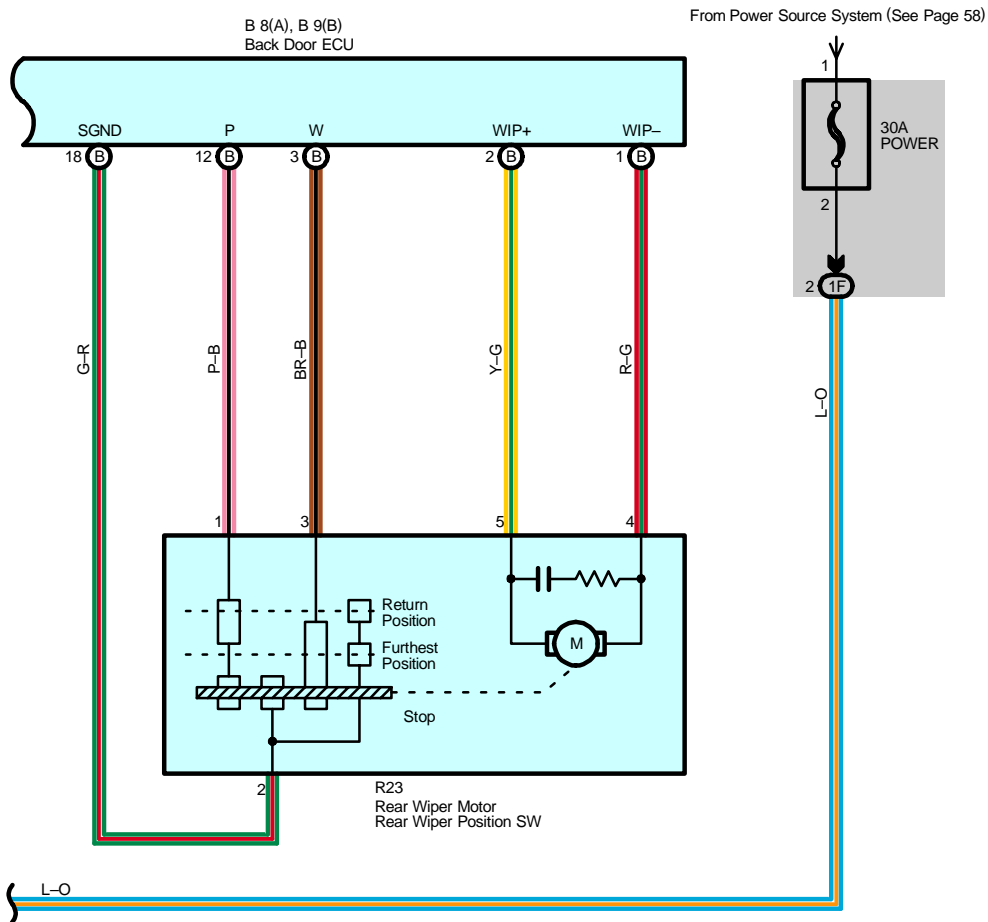 From Power Source System (See Page 58)
B 8(A), B 9(B)
Back Door ECU
1
SGND P W WIP+ WIP–
30A
POWER
18 B 12 B 3 B 2 B 1 B
2
2 1F
G–R
P–B
BR–B
Y–G
R–G
L–O
1 3 5 4
Return
Position
Furthest
Position
M
Stop
2
R23
Rear Wiper Motor
Rear Wiper Position SW
L–O